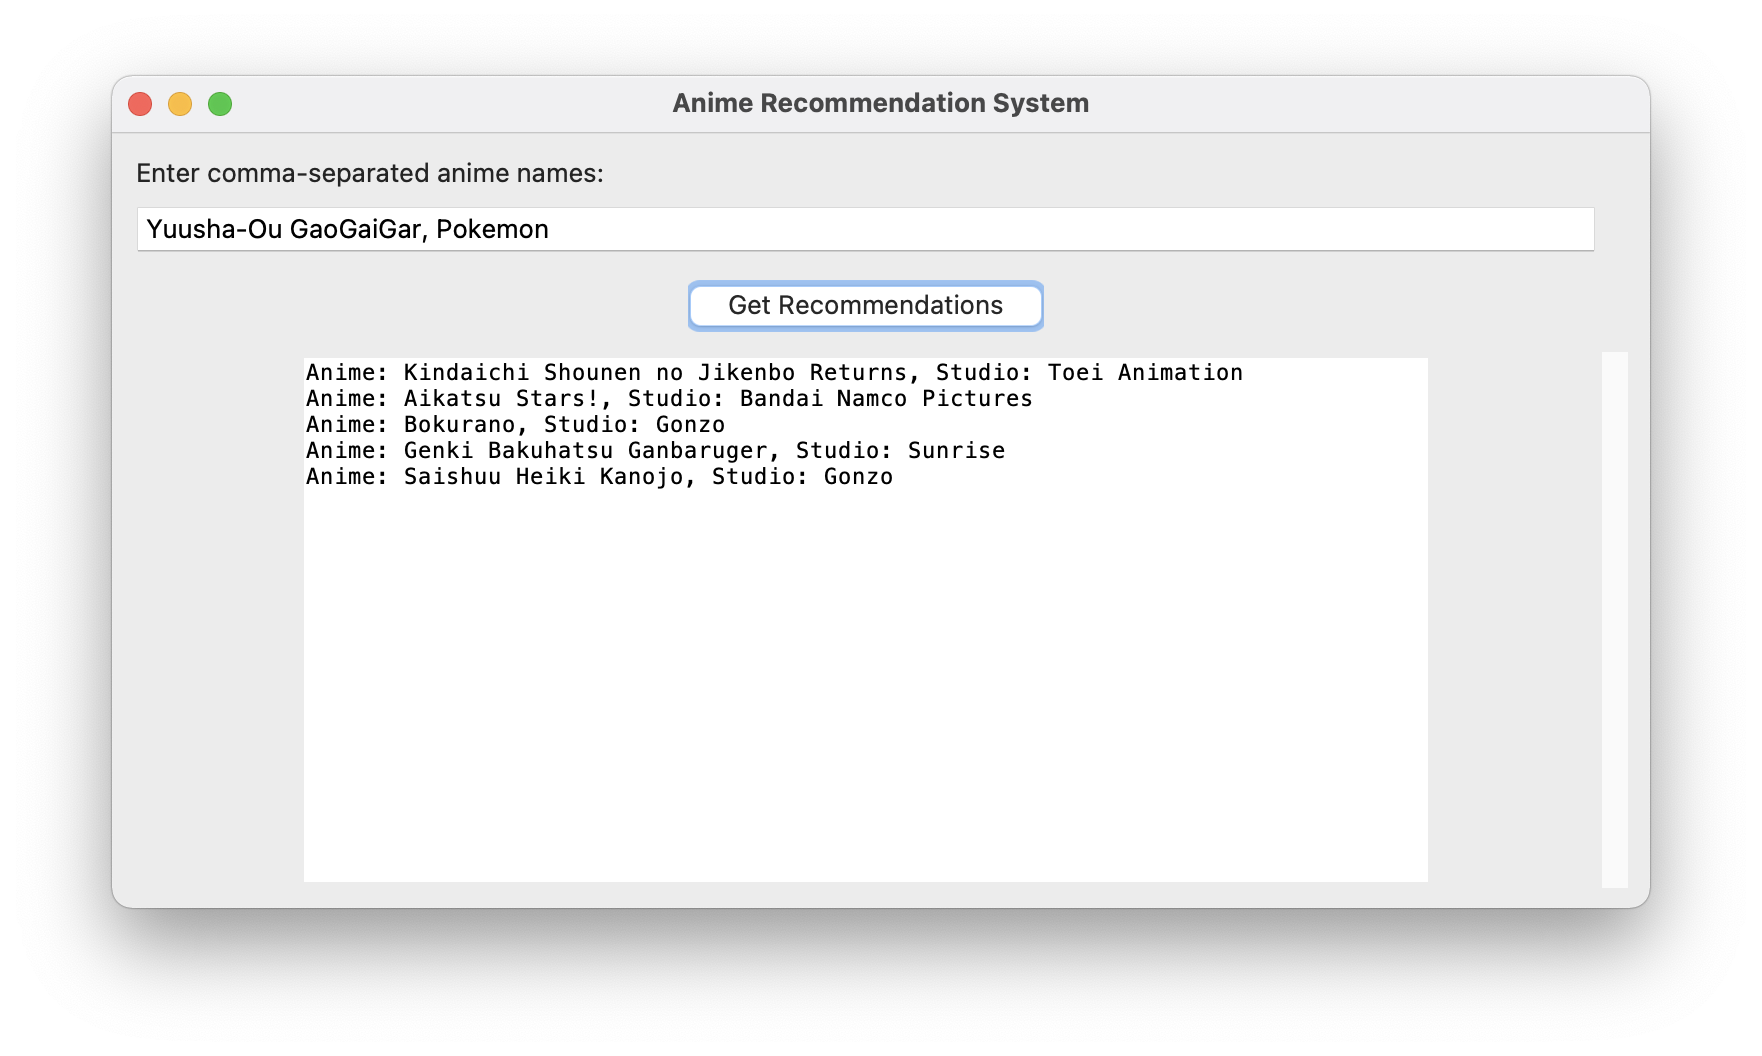 Anime Recommendation System
Enter comma-separated anime names:
Yuusha-Ou GaoGaiGar, Pokemon
Get Recommendations
Anime: Kindaichi Shounen no Jikenbo Returns, Studio: Toei Animation
Anime: Aikatsu Stars!, Studio: Bandai Namco Pictures
Anime: Bokurano, Studio: Gonzo
Anime: Genki Bakuhatsu Ganbaruger, Studio: Sunrise
Anime: Saishuu Heiki Kanojo, Studio: Gonzo